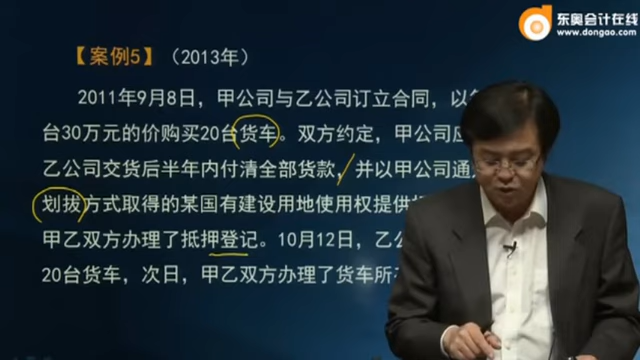 东奥会计在线
www.dongao.com
【案例5】（2013年）
2011年9月8日，甲公司与乙公司订立合同，以
台30万元的价购买20台货车。双方约定，甲公司应
乙公司交货后半年内付清全部货款，并以甲公司通
划拨方式取得的某国有建设用地使用权提供
甲乙双方办理了抵押登记。10月12日，乙公
20台货车，次日，甲乙双方办理了货车所